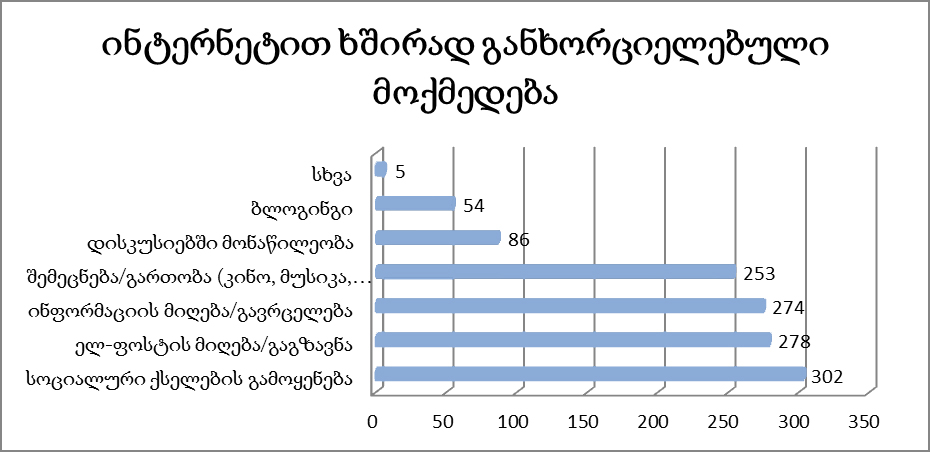 ინტერნეტით ხშირად განხორციელებული
მოქმედება
სხვა 5
ბლოგინგი 54
დისკუსიებში მონაწილეობა 86
შემეცნება/გართობა (კინო, მუსიკა,... 253
ინფორმაციის მიღება/გავრცელება 274
ელ-ფოსტის მიღება/გაგზავნა 278
სოციალური ქსელების გამოყენება 302
0 50 100 150 200 250 300 350